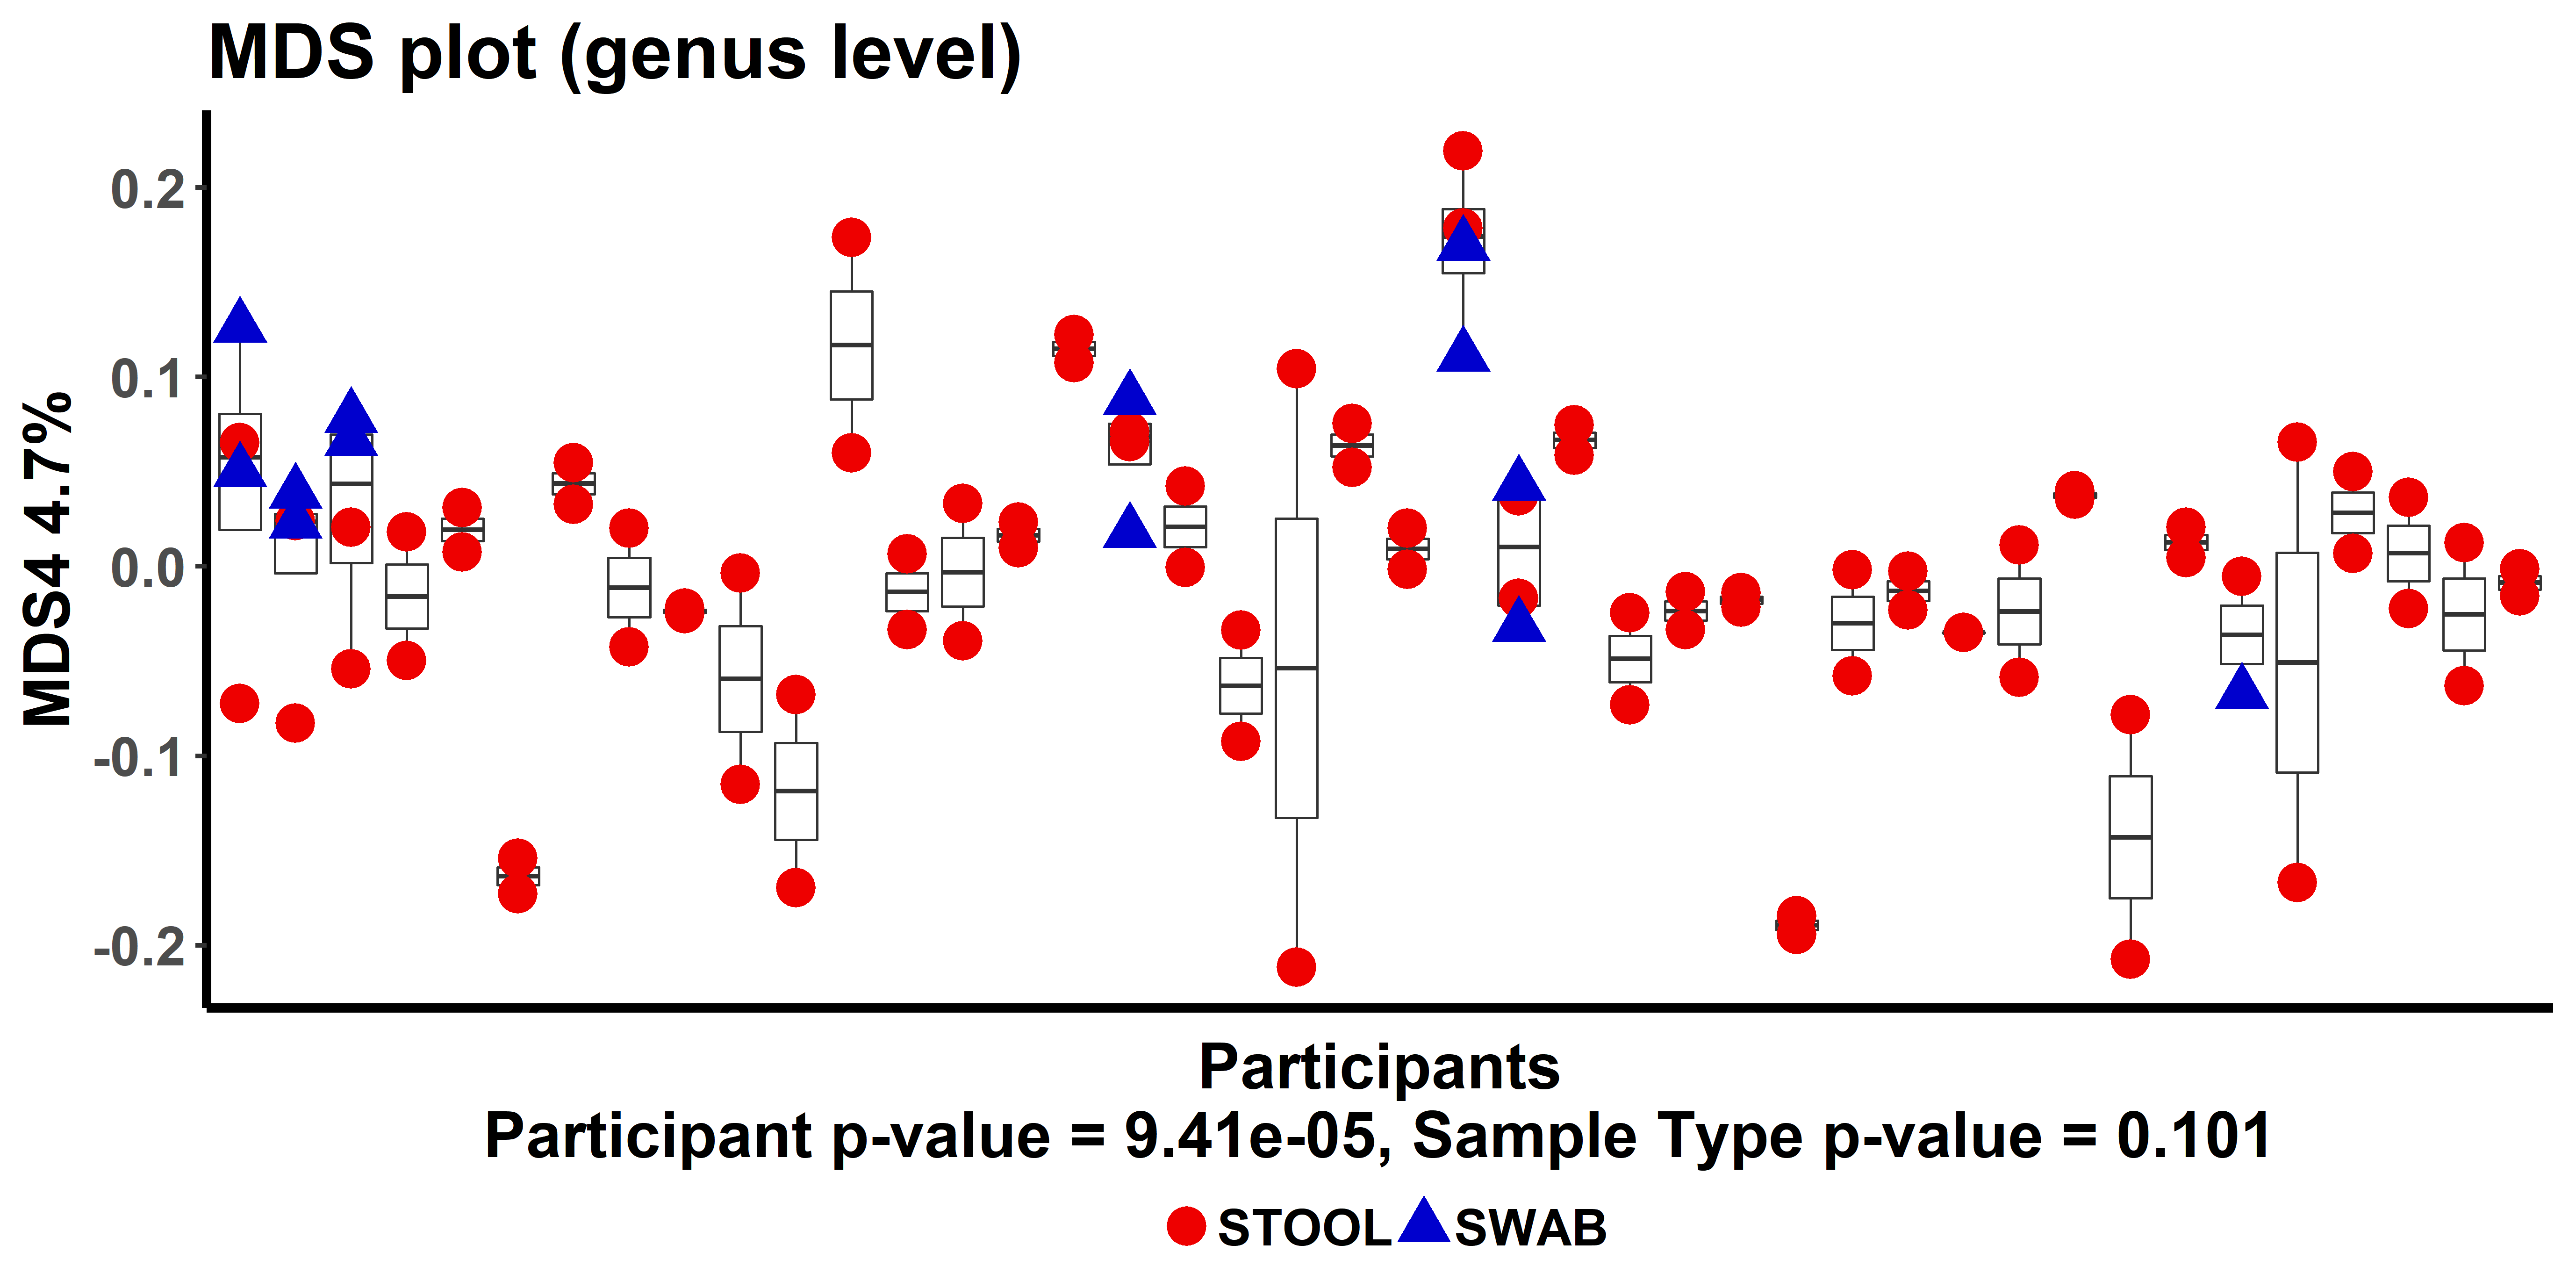 MDS plot (genus level)
MDS4 4.7%
0.2
0.1
0.0
-0.1
-0.2
Participants
Participant p-value = 9.41e-05, Sample Type p-value = 0.101
STOOL SWAB